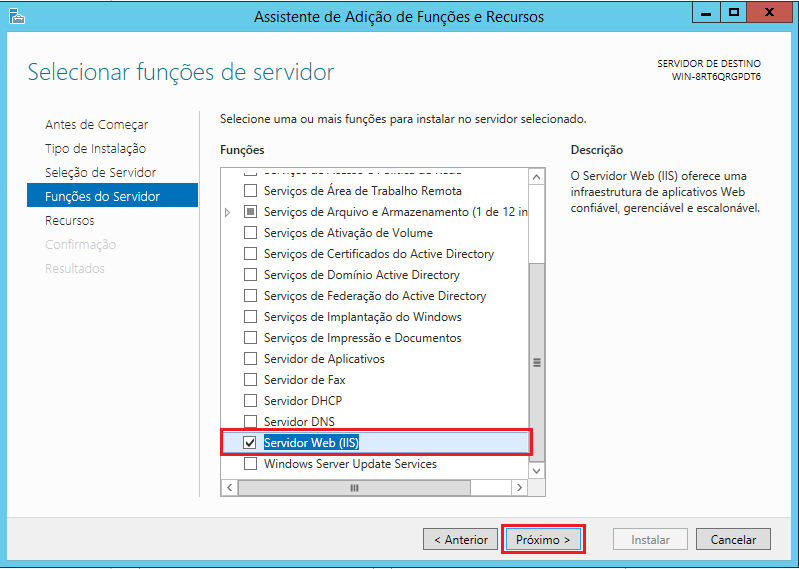 Assistente de Adição de Funções e Recursos
Selecionar funções de servidor
SERVIDOR DE DESTINO
WIN-8RT6QRGPDT6
Antes de Começar
Tipo de Instalação
Seleção de Servidor
Funções do Servidor
Recursos
Confirmação
Resultados
Selecione uma ou mais funções para instalar no servidor selecionado.
Funções
Serviços de Acesso e Política de Rede
Serviços de Área de Trabalho Remota
Serviços de Arquivo e Armazenamento (1 de 12 in
Serviços de Ativação de Volume
Serviços de Certificados do Active Directory
Serviços de Domínio Active Directory
Serviços de Federação do Active Directory
Serviços de Implantação do Windows
Serviços de Impressão e Documentos
Servidor de Aplicativos
Servidor de Fax
Servidor DHCP
Servidor DNS
Servidor Web (IIS)
Windows Server Update Services
Descrição
O Servidor Web (IIS) oferece uma
infraestrutura de aplicativos Web
confiável, gerenciável e escalonável.
< Anterior
Próximo >
Instalar
Cancelar